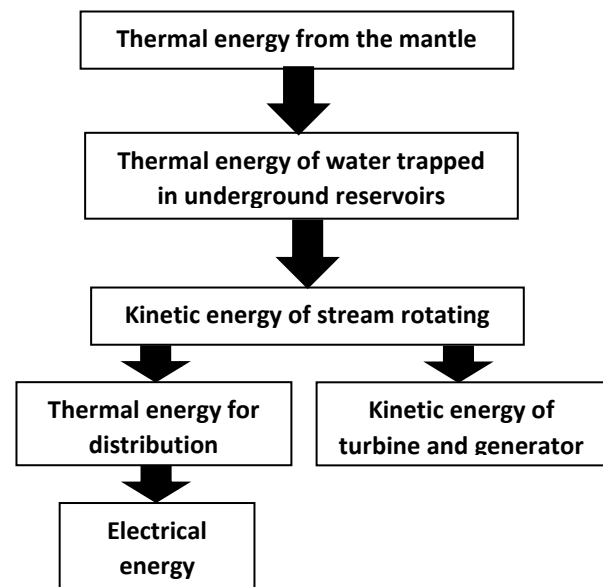 Thermal energy from the mantle
Thermal energy of water trapped
in underground reservoirs
Kinetic energy of stream rotating
Thermal energy for
distribution
Kinetic energy of
turbine and generator
Electrical
energy